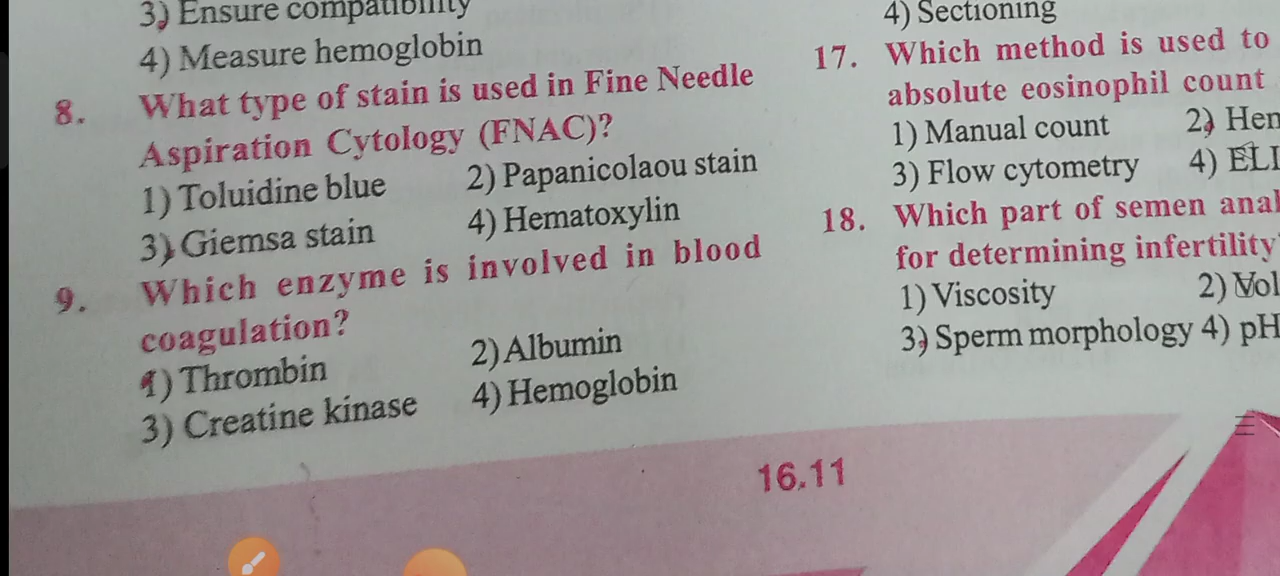 3) Ensure compatibility
4) Measure hemoglobin
8. What type of stain is used in Fine Needle
Aspiration Cytology (FNAC)?
1) Toluidine blue 2) Papanicolaou stain
3) Giemsa stain 4) Hematoxylin
9. Which enzyme is involved in blood
coagulation?
1) Thrombin 2) Albumin
3) Creatine kinase 4) Hemoglobin
4) Sectioning
17. Which method is used to
absolute eosinophil count
1) Manual count 2)
3) Flow cytometry 4)
18. Which part of semen
for determining infertility
1) Viscosity 2)
3) Sperm morphology 4) pH
16.11